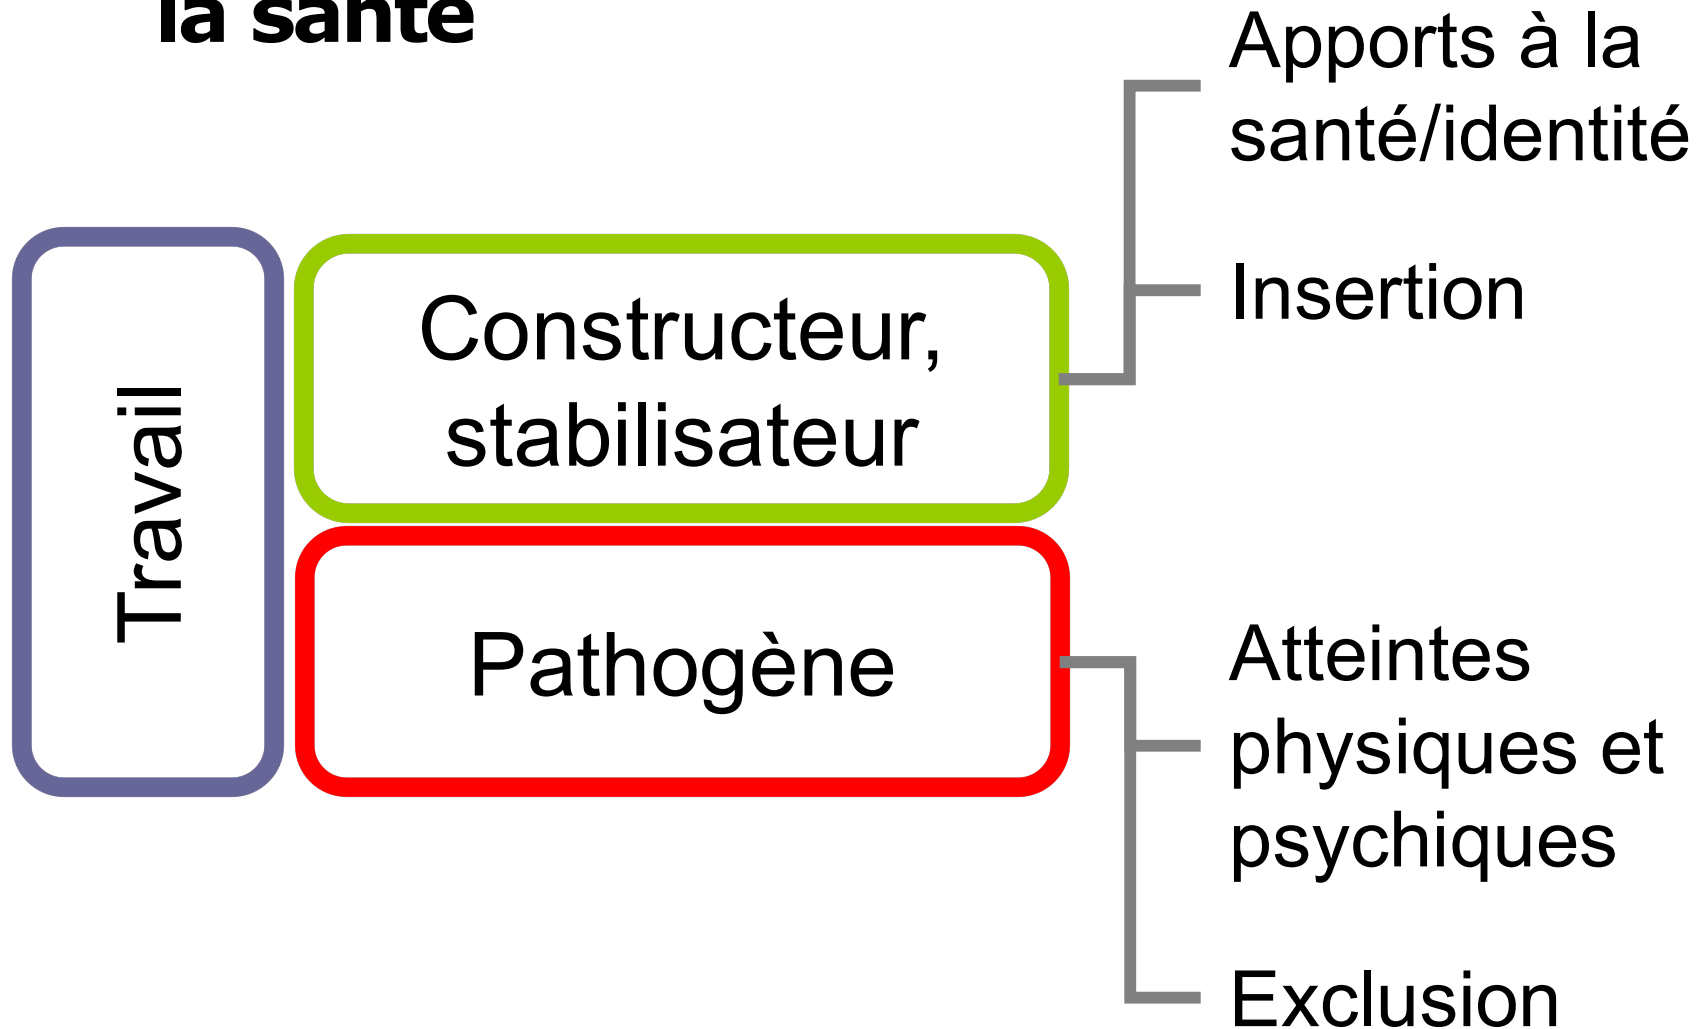 la santé
Apports à la
santé/identité
Insertion
Constructeur,
stabilisateur
Travail
Pathogène
Atteintes
physiques et
psychiques
Exclusion